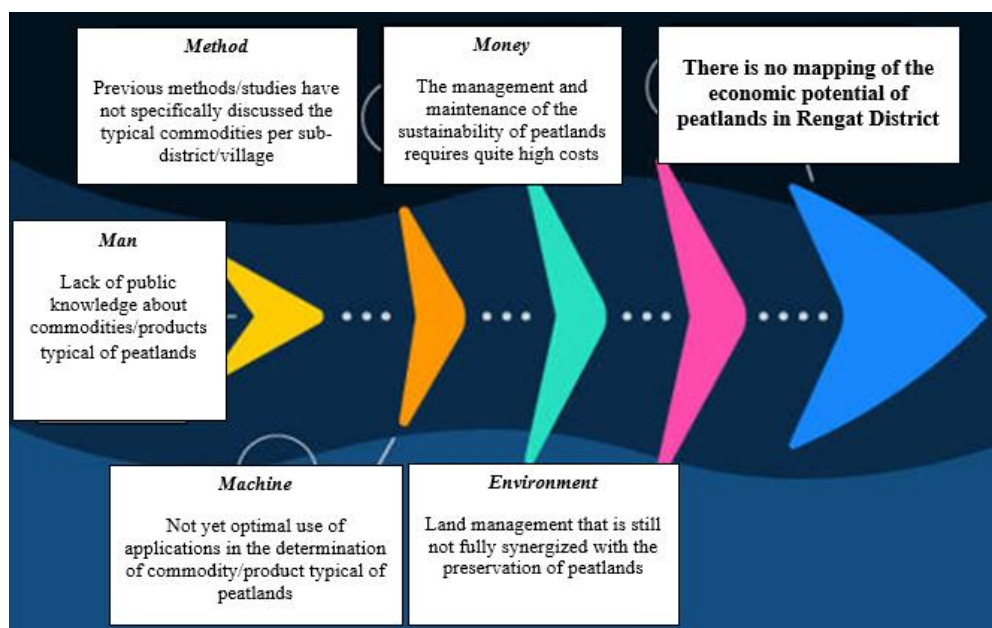 Method
Previous methods/studies have
not specifically discussed the
typical commodities per sub-
district/village
Money
The management and
maintenance of the
sustainability of peatlands
requires quite high costs
There is no mapping of the
economic potential of
peatlands in Rengat District
Man
Lack of public
knowledge about
commodities/products
typical of peatlands
Machine
Not yet optimal use of
applications in the determination
of commodity/product typical of
peatlands
Environment
Land management that is still
not fully synergized with the
preservation of peatlands